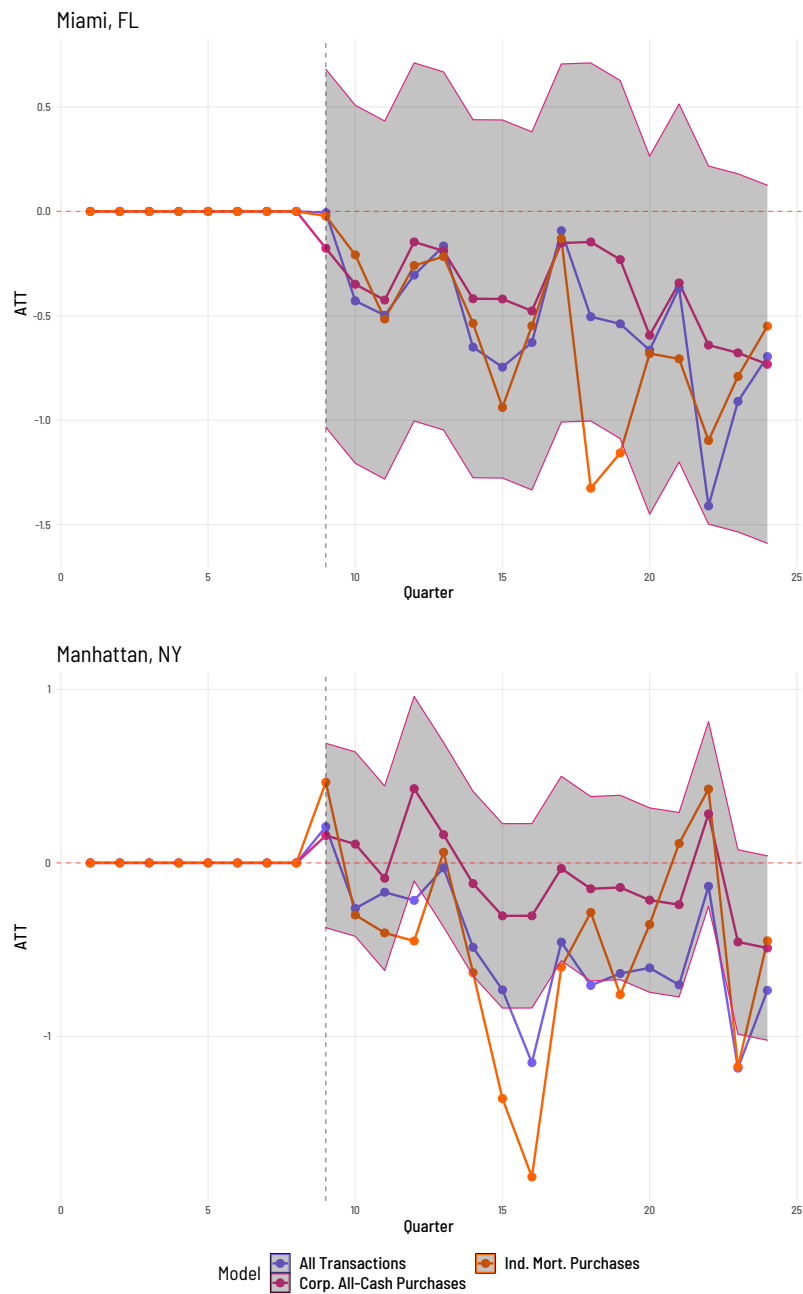 Miami, FL
0.5
0.0
-0.5
-1.0
-1.5
ATT
0 5 10 15 20 25
Quarter
Manhattan, NY
1
0
-1
ATT
0 5 10 15 20 25
Quarter
Model
All Transactions
Corp. All-Cash Purchases
Ind. Mort. Purchases